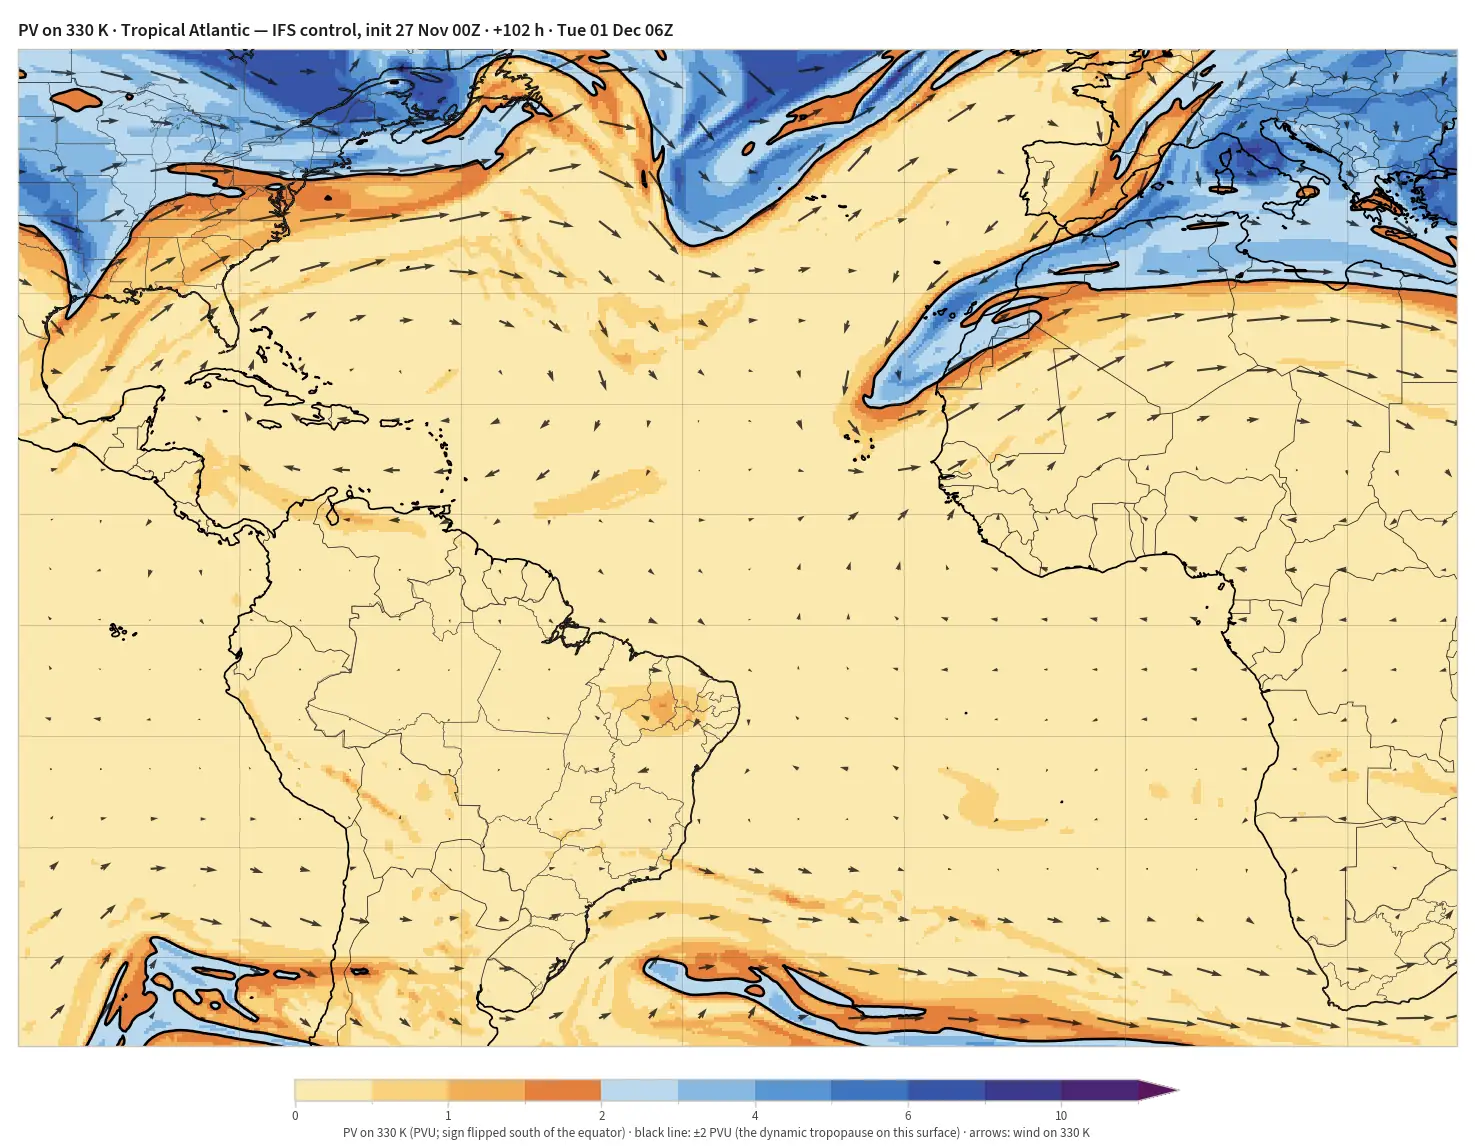 PV on 330 K · Tropical Atlantic — IFS control, init 27 Nov 00Z · +102 h · Tue 01 Dec 06Z
0 1 2 4 6 10
PV on 330 K (PVU; sign flipped south of the equator) · black line: ±2 PVU (the dynamic tropopause on this surface) · arrows: wind on 330 K